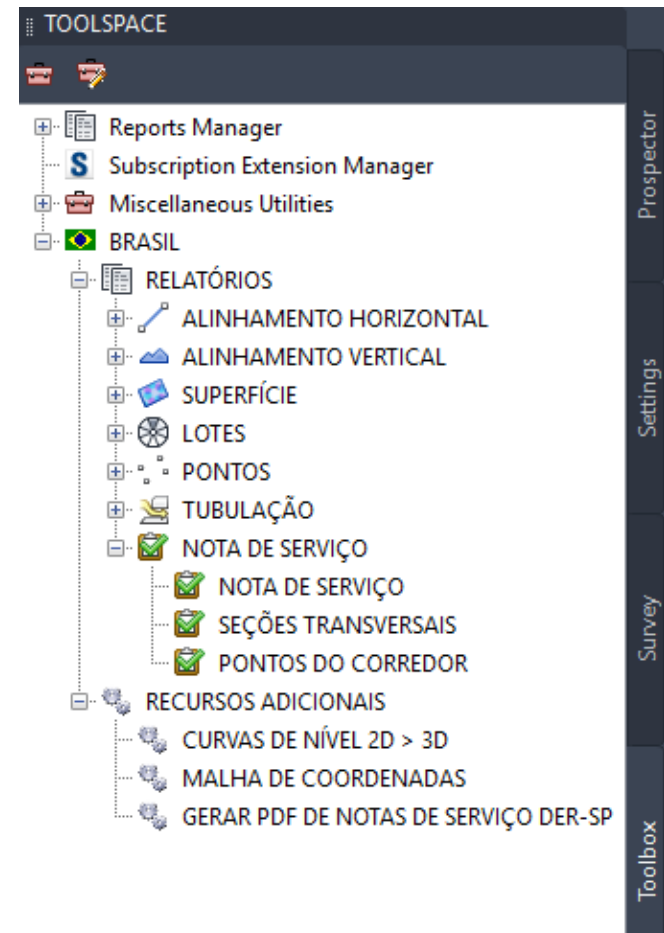 TOOLSPACE
Reports Manager
S Subscription Extension Manager
Miscellaneous Utilities
BRASIL
RELATÓRIOS
ALINHAMENTO HORIZONTAL
ALINHAMENTO VERTICAL
SUPERFÍCIE
LOTES
PONTOS
TUBULAÇÃO
NOTA DE SERVIÇO
NOTA DE SERVIÇO
SEÇÕES TRANSVERSAIS
PONTOS DO CORREDOR
RECURSOS ADICIONAIS
CURVAS DE NÍVEL 2D > 3D
MALHA DE COORDENADAS
GERAR PDF DE NOTAS DE SERVIÇO DER-SP
Prospector
Settings
Survey
Toolbox